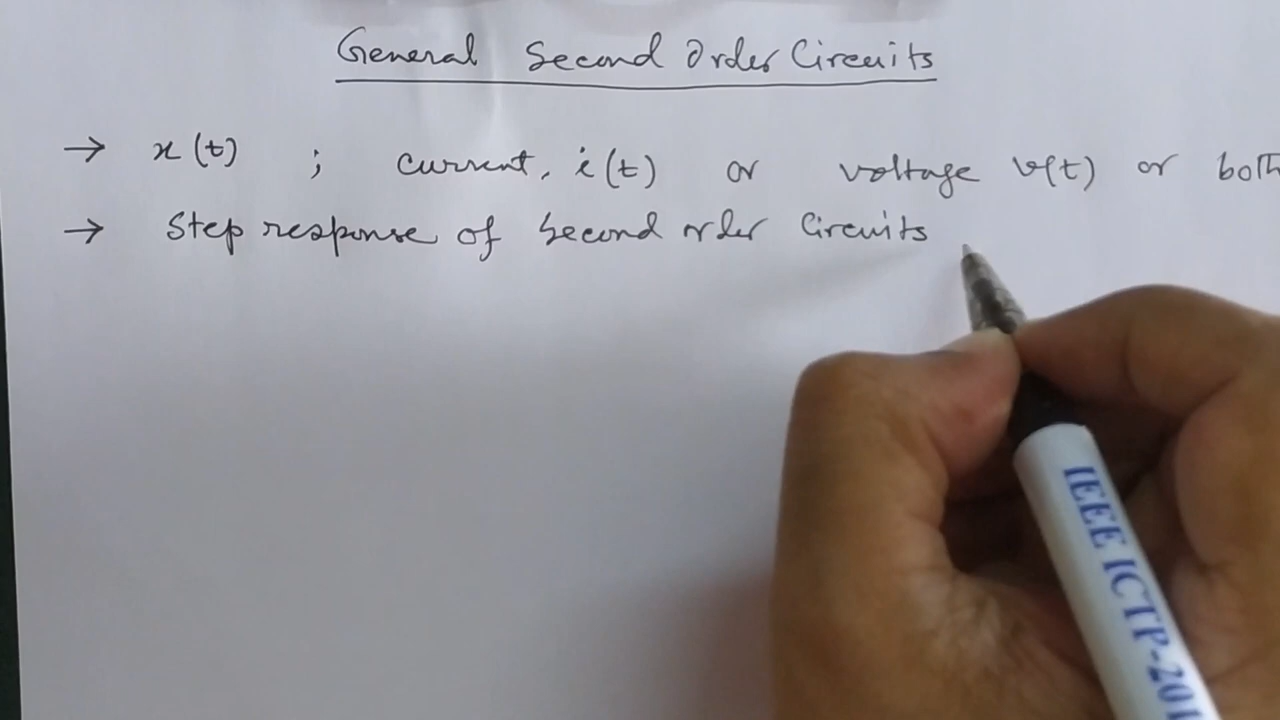 General Second Order Circuits
→ x(t) ; current, i(t) or voltage v(t) or both
→ Step response of Second order Circuits
IEEE ICTP-201